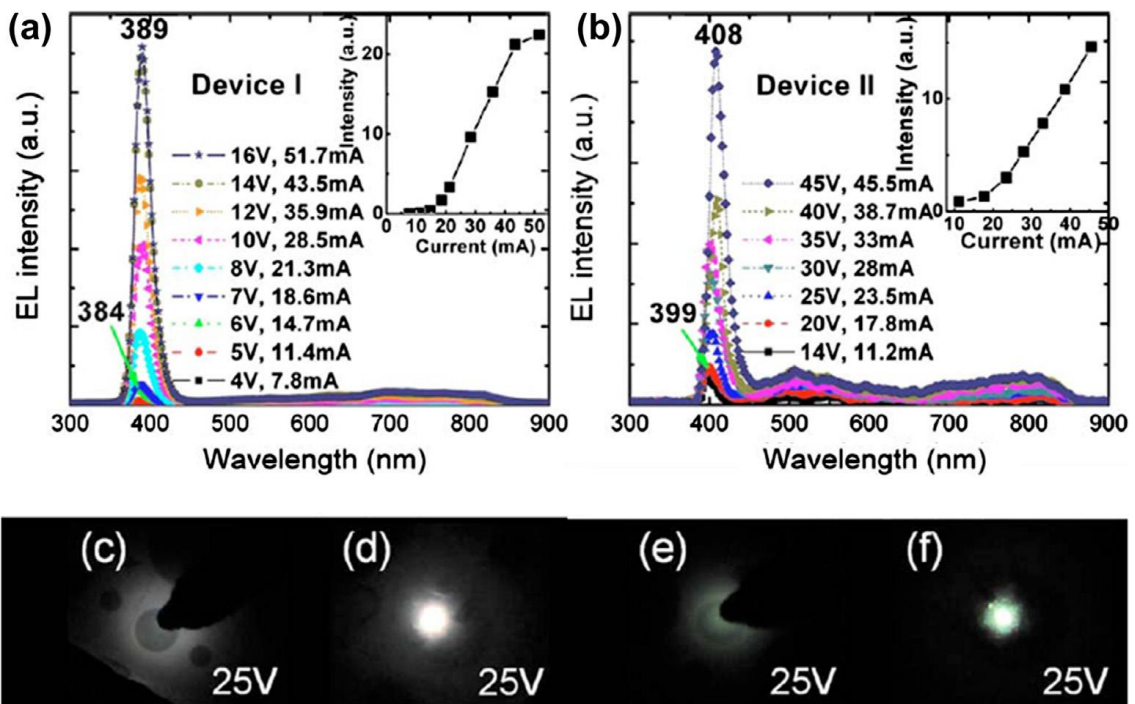 (a)
389
Device I
EL intensity (a.u.)
16V, 51.7mA
14V, 43.5mA
12V, 35.9mA
10V, 28.5mA
8V, 21.3mA
7V, 18.6mA
6V, 14.7mA
5V, 11.4mA
4V, 7.8mA
384
Intensity (a.u.)
20
10
0
0 10 20 30 40 50
Current (mA)
300 400 500 600 700 800 900
Wavelength (nm)
(b)
408
Device II
EL intensity (a.u.)
45V, 45.5mA
40V, 38.7mA
35V, 33mA
30V, 28mA
25V, 23.5mA
20V, 17.8mA
14V, 11.2mA
399
Intensity (a.u.)
10
0
10 20 30 40 50
Current (mA)
300 400 500 600 700 800 900
Wavelength (nm)
(c)
25V
(d)
25V
(e)
25V
(f)
25V